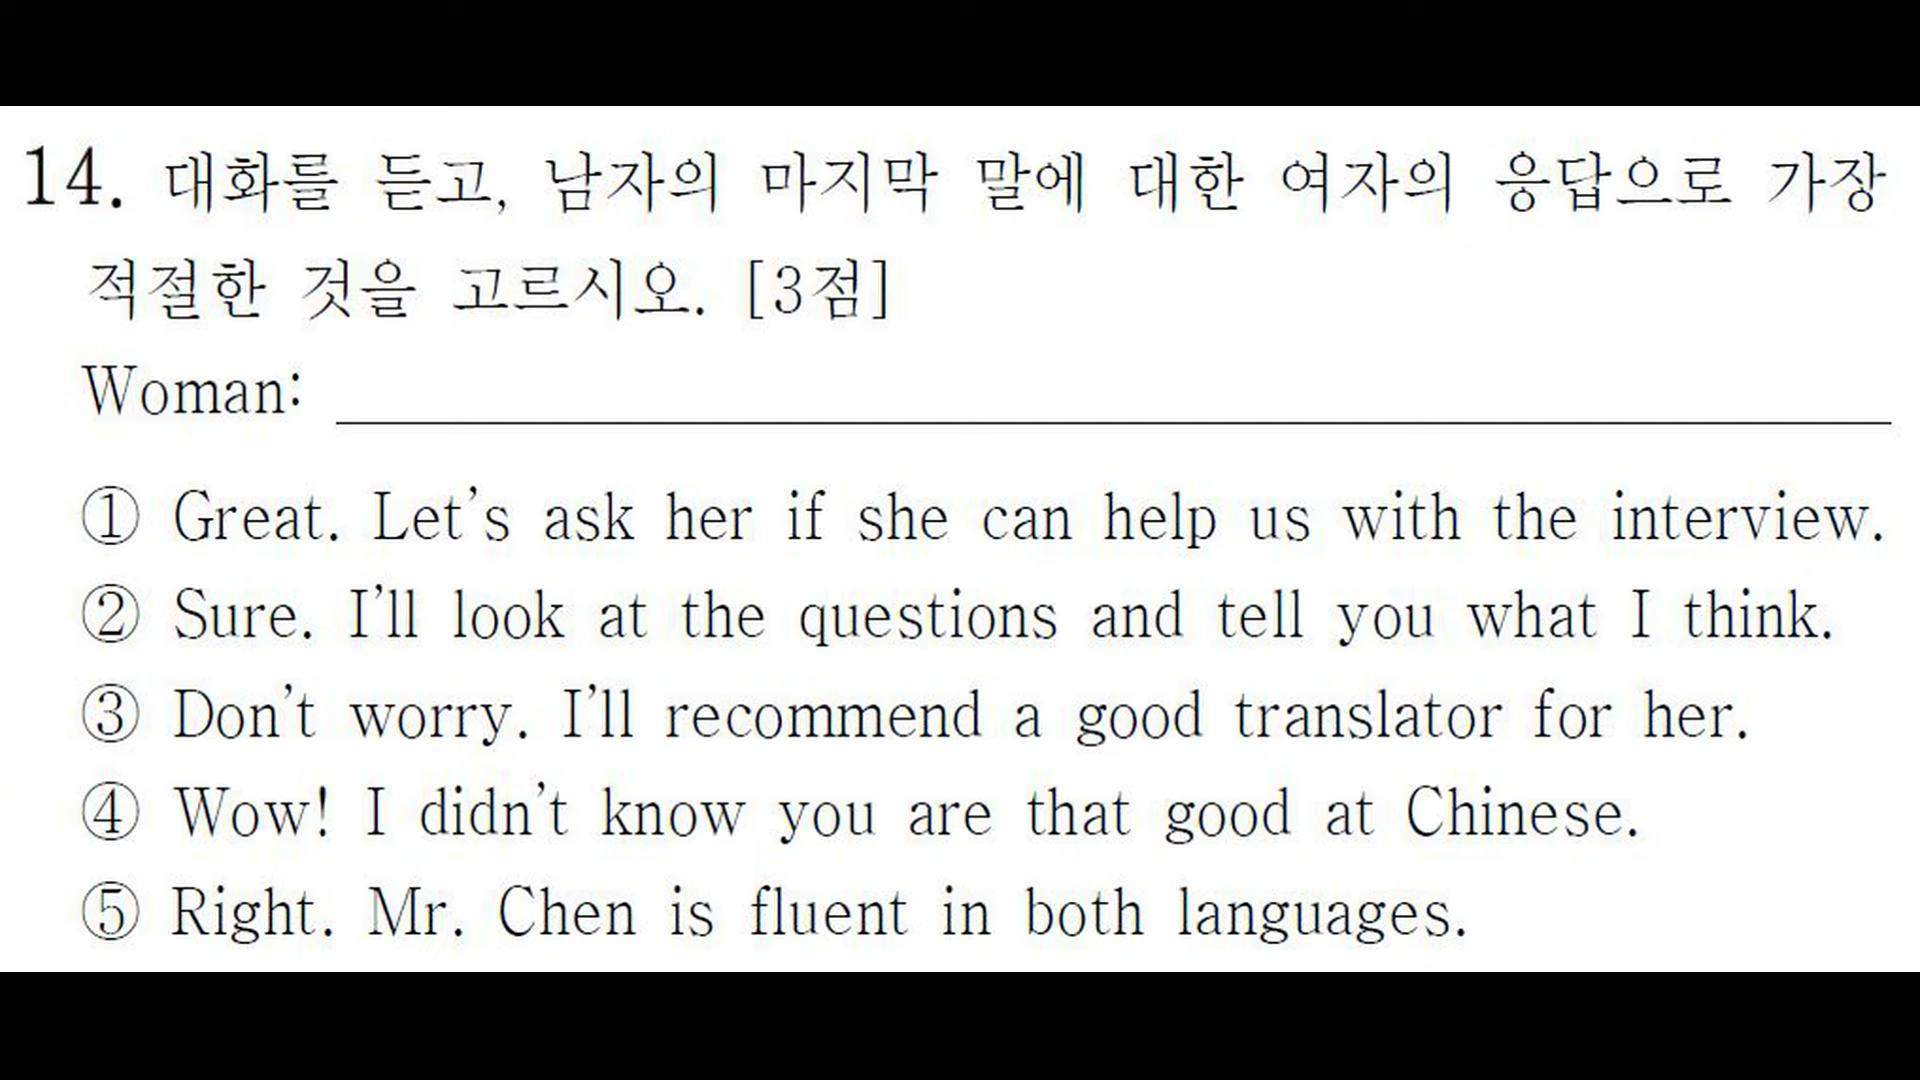 14. 대화를 듣고, 남자의 마지막 말에 대한 여자의 응답으로 가장
적절한 것을 고르시오. [3점]
Woman:
① Great. Let's ask her if she can help us with the interview.
② Sure. I'll look at the questions and tell you what I think.
③ Don't worry. I'll recommend a good translator for her.
④ Wow! I didn't know you are that good at Chinese.
⑤ Right. Mr. Chen is fluent in both languages.